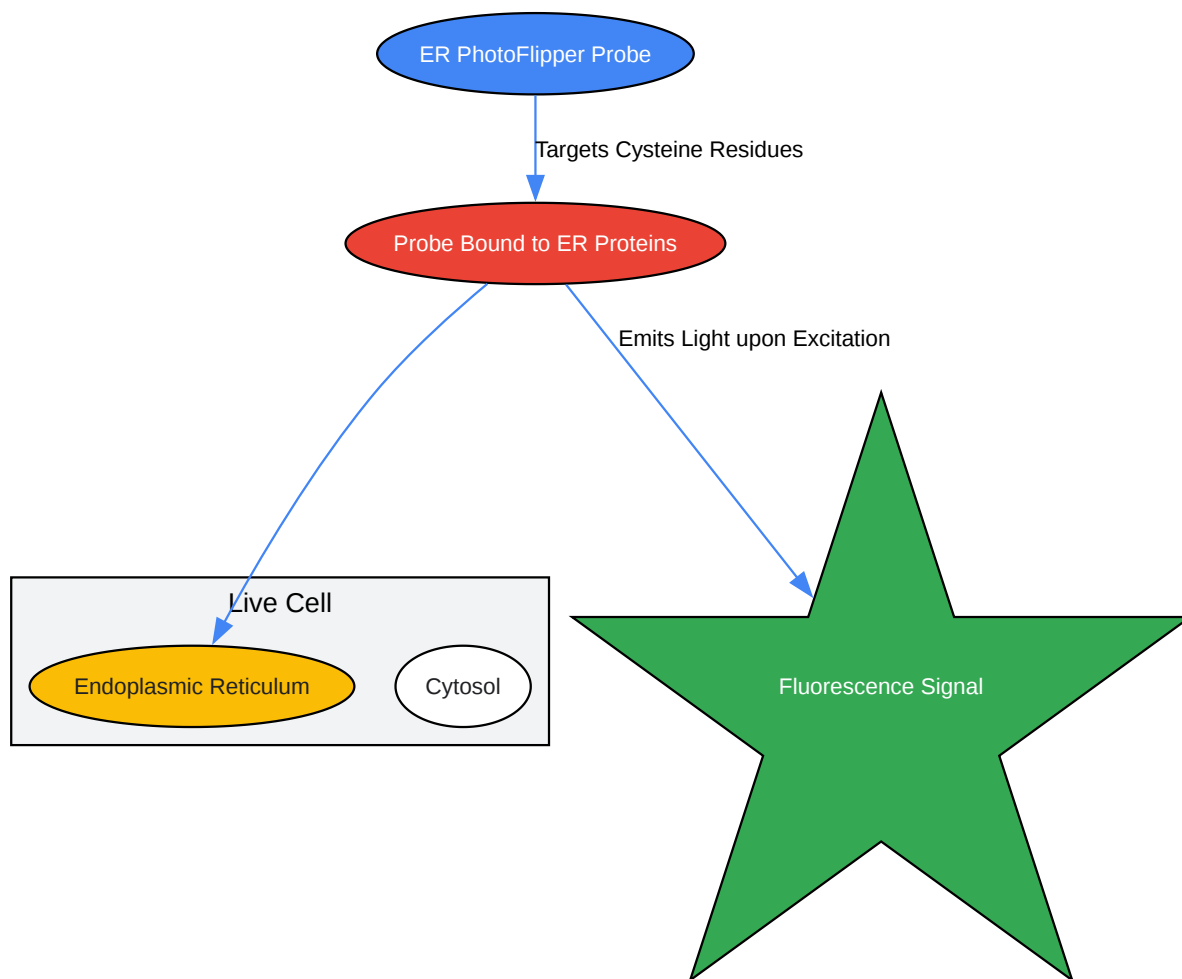 ER PhotoFlipper Probe
Targets Cysteine Residues
Probe Bound to ER Proteins
Emits Light upon Excitation
Live Cell
Endoplasmic Reticulum
Cytosol
Fluorescence Signal